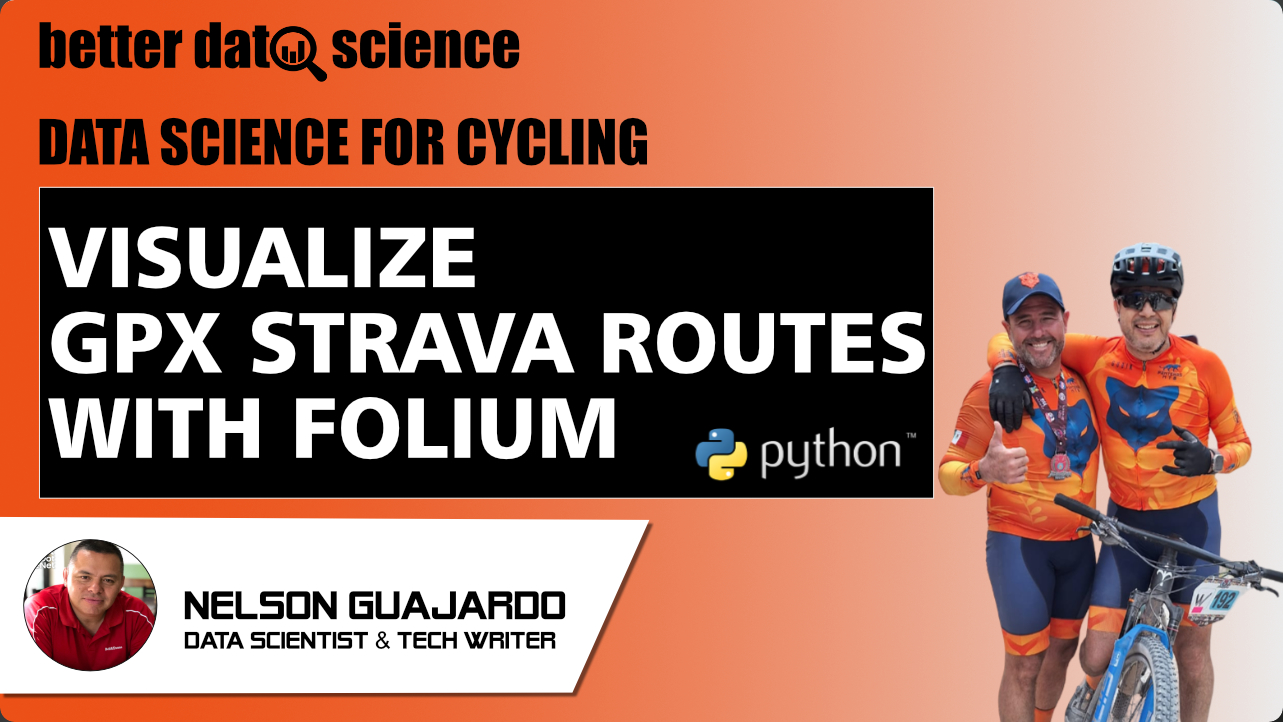 better data science
DATA SCIENCE FOR CYCLING
VISUALIZE
GPX STRAVA ROUTES
WITH FOLIUM
python™
NELSON GUAJARDO
DATA SCIENTIST & TECH WRITER
192